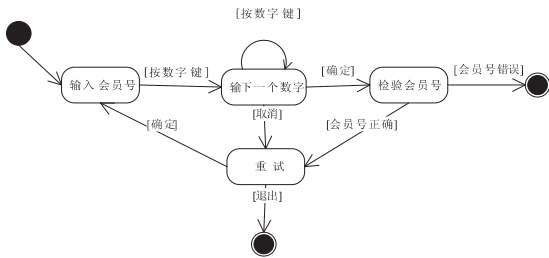 [按数字键]
[按数字键]
[确定]
[会员号错误]
输入会员号
输下一个数字
检验会员号
[取消]
[确定]
[会员号正确]
重试
[退出]